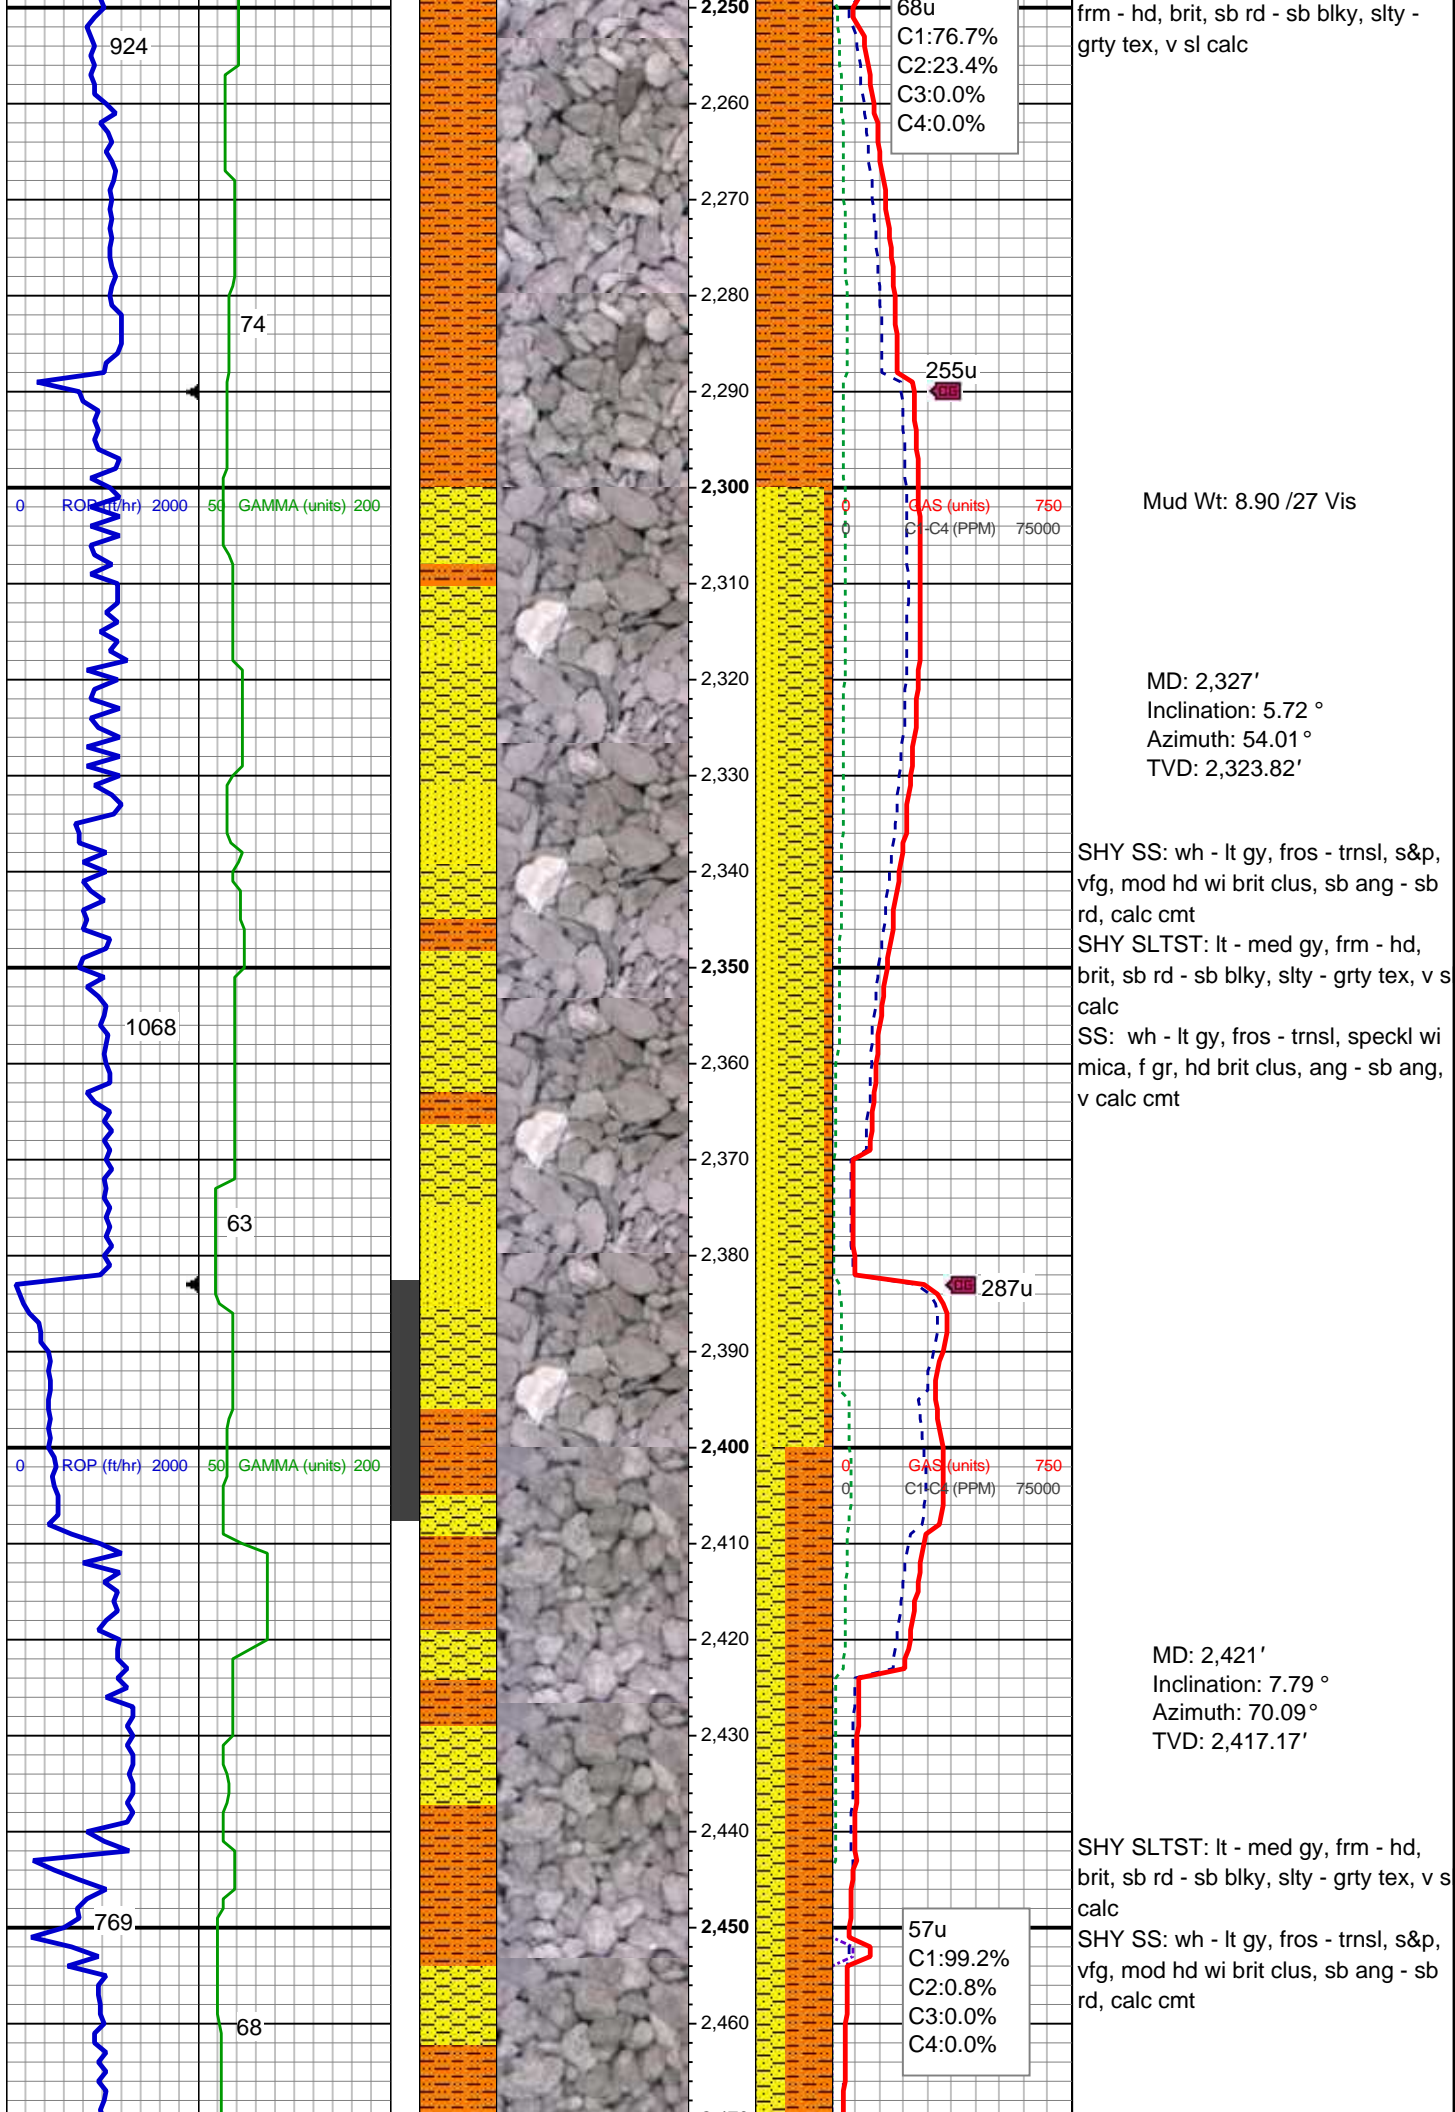 2,250
68u
C1:76.7%
C2:23.4%
C3:0.0%
C4:0.0%
frm - hd, brit, sb rd - sb blky, slty -
grty tex, v sl calc
924
2,260
2,270
2,280
74
255u
CG
2,290
2,300
0 ROP (ft/hr) 2000 50 GAMMA (units) 200
0 GAS (units) 750
0 C1-C4 (PPM) 75000
Mud Wt: 8.90 /27 Vis
2,310
2,320
MD: 2,327'
Inclination: 5.72 °
Azimuth: 54.01°
TVD: 2,323.82'
2,330
2,340
SHY SS: wh - lt gy, fros - trnsl, s&p,
vfg, mod hd wi brit clus, sb ang - sb
rd, calc cmt
SHY SLTST: lt - med gy, frm - hd,
brit, sb rd - sb blky, slty - grty tex, v s
calc
SS:  wh - lt gy, fros - trnsl, speckl wi
mica, f gr, hd brit clus, ang - sb ang,
v calc cmt
2,350
1068
2,360
2,370
63
2,380
CG
287u
2,390
2,400
0 ROP (ft/hr) 2000 50 GAMMA (units) 200
0 GAS (units) 750
0 C1-C4 (PPM) 75000
2,410
2,420
MD: 2,421'
Inclination: 7.79 °
Azimuth: 70.09°
TVD: 2,417.17'
2,430
2,440
SHY SLTST: lt - med gy, frm - hd,
brit, sb rd - sb blky, slty - grty tex, v s
calc
SHY SS: wh - lt gy, fros - trnsl, s&p,
vfg, mod hd wi brit clus, sb ang - sb
rd, calc cmt
769
2,450
57u
C1:99.2%
C2:0.8%
C3:0.0%
C4:0.0%
2,460
68